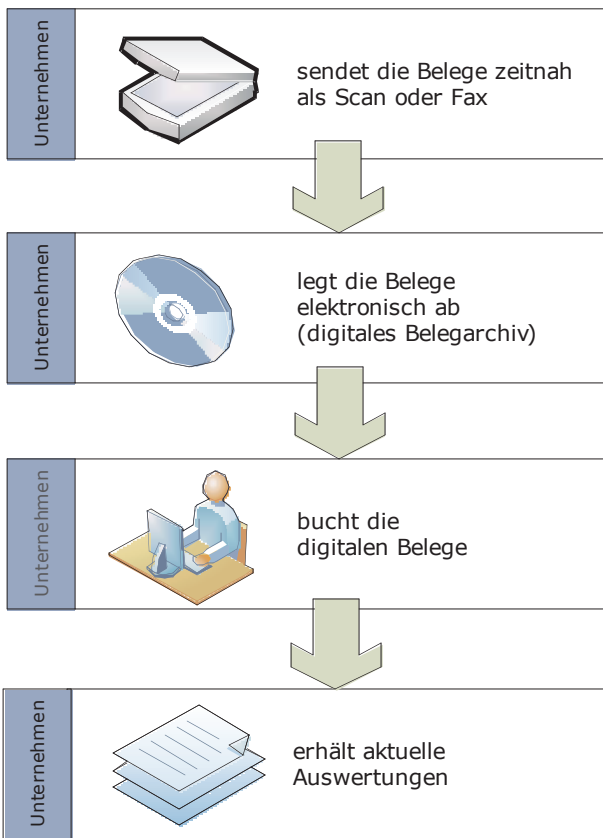 Unternehmen
sendet die Belege zeitnah
als Scan oder Fax
Unternehmen
legt die Belege
elektronisch ab
(digitales Belegarchiv)
Unternehmen
bucht die
digitalen Belege
Unternehmen
erhält aktuelle
Auswertungen